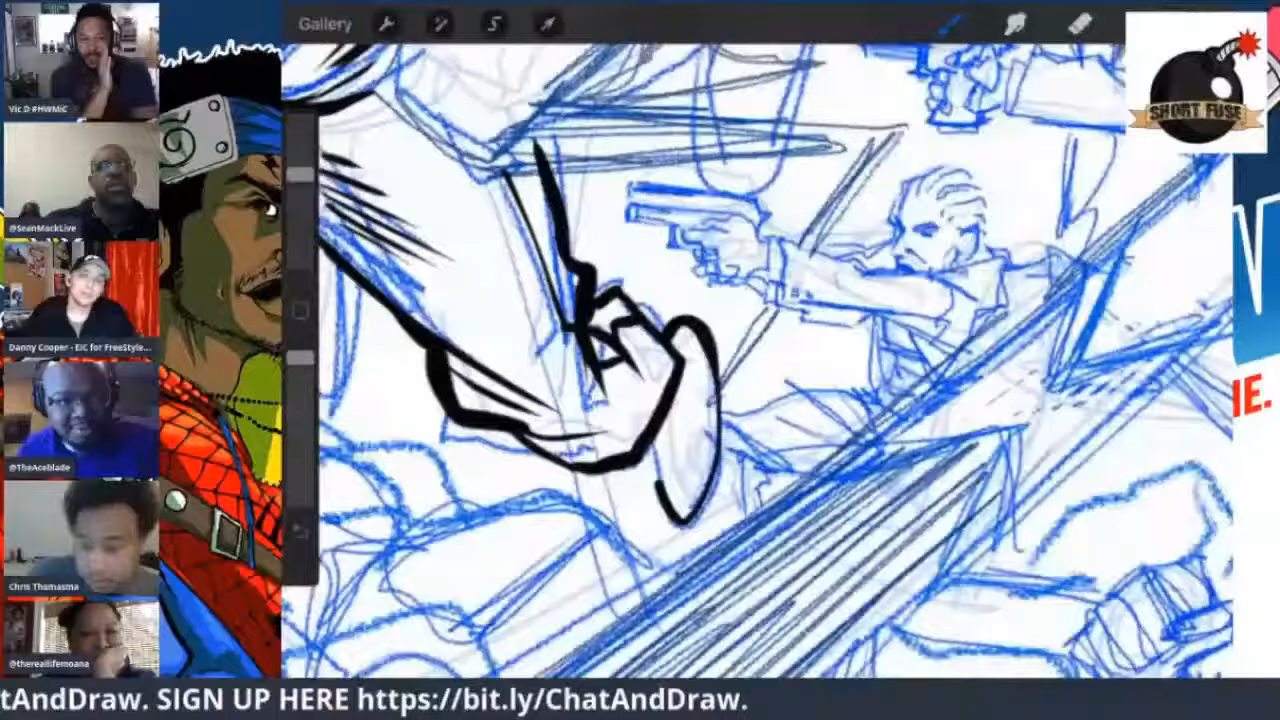 Gallery
Vic D #HWMiC
@SeanMackLive
Danny Cooper - EIC for FreeStyle...
@TheAceblade
Chris Thomasma
@thereallifemoana
SHORT FUSE
IE.
tAndDraw. SIGN UP HERE https://bit.ly/ChatAndDraw.